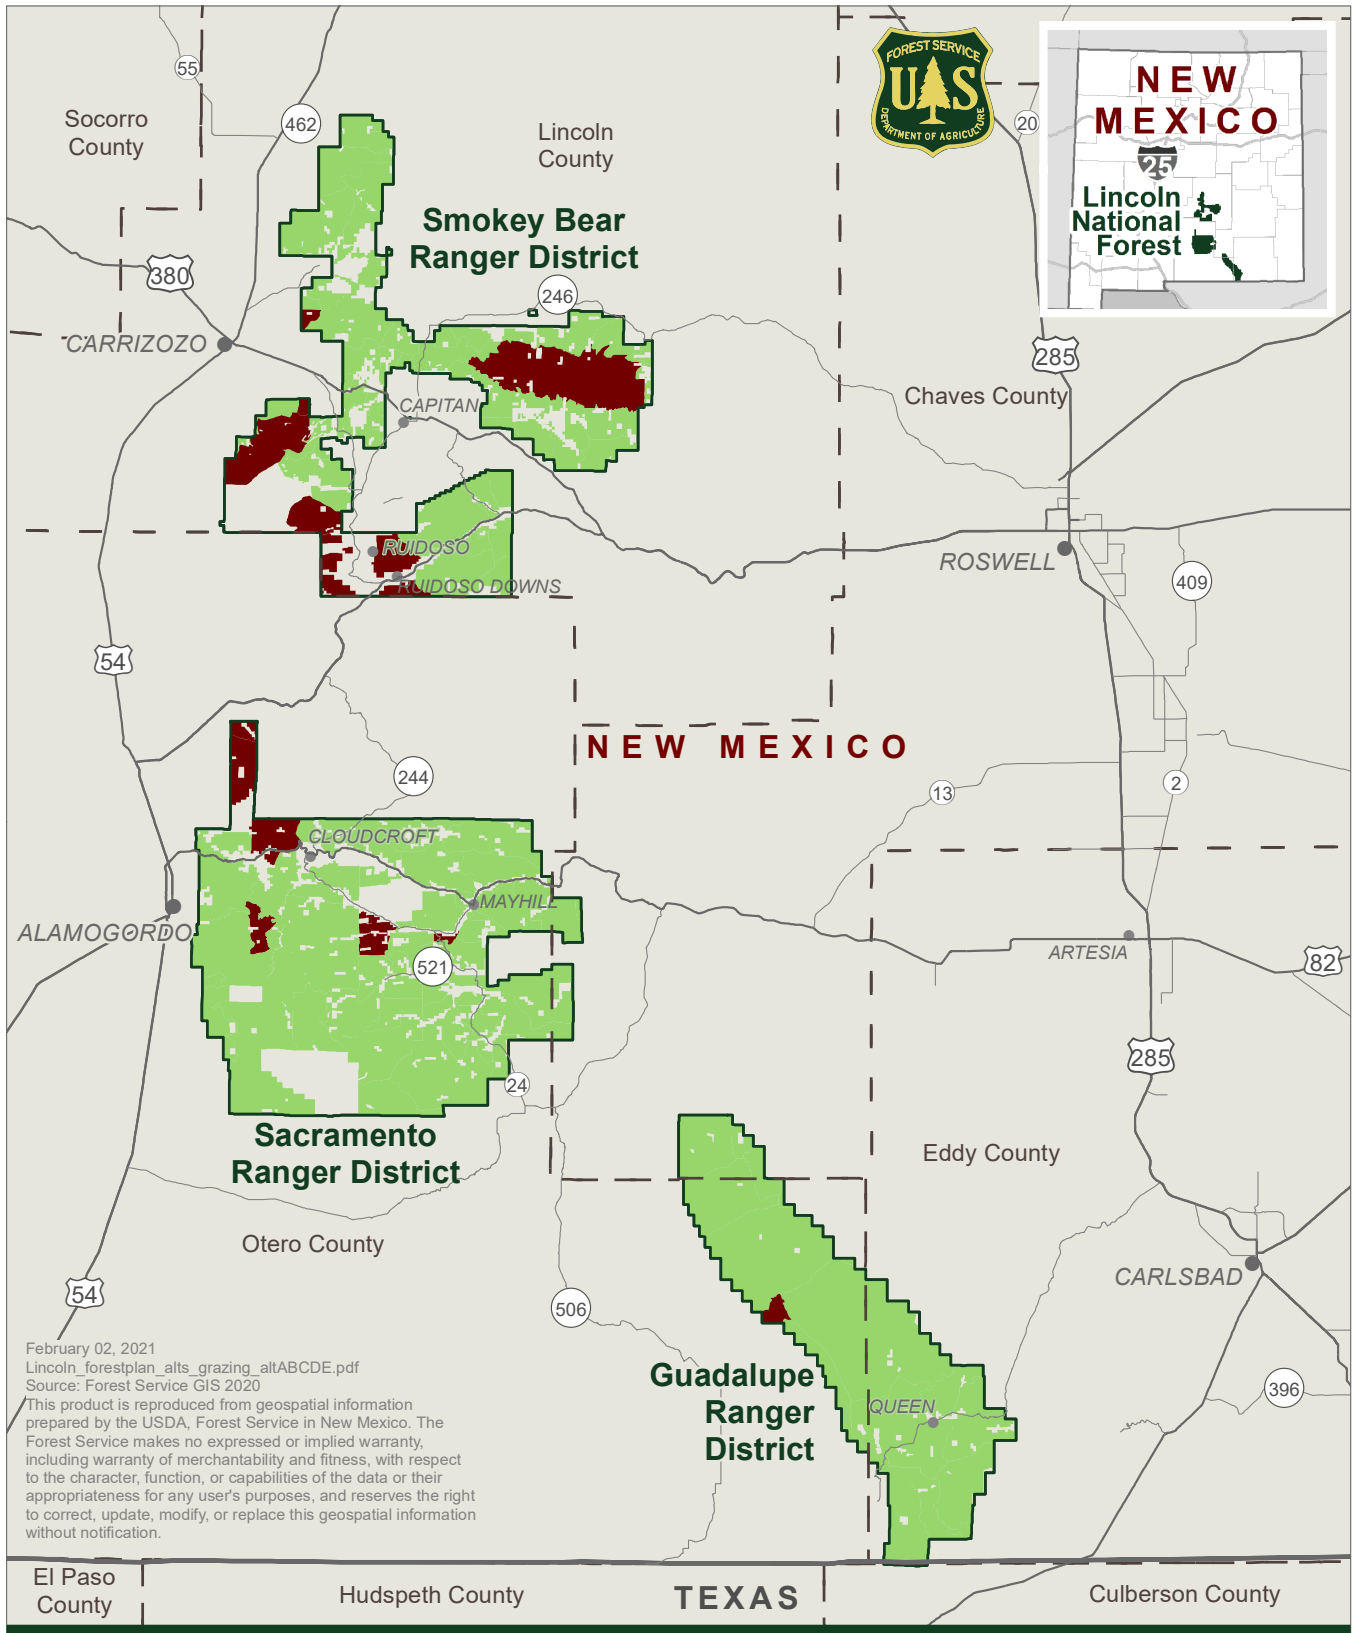 55
Socorro
County
462
Lincoln
County
FOREST SERVICE
U S
DEPARTMENT OF AGRICULTURE
20
NEW
MEXICO
25
Lincoln
National
Forest
Smokey Bear
Ranger District
380
246
CARRIZOZO
285
Chaves County
CAPITAN
RUIDOSO
RUIDOSO DOWNS
ROSWELL
409
54
NEW MEXICO
244
13
2
CLOUDCROFT
MAYHILL
ALAMOGORDO
521
ARTESIA
82
285
24
Sacramento
Ranger District
Eddy County
Otero County
CARLSBAD
54
506
February 02, 2021
Lincoln_forestplan_alts_grazing_altABCDE.pdf
Source: Forest Service GIS 2020
This product is reproduced from geospatial information
prepared by the USDA, Forest Service in New Mexico. The
Forest Service makes no expressed or implied warranty,
including warranty of merchantability and fitness, with respect
to the character, function, or capabilities of the data or their
appropriateness for any user's purposes, and reserves the right
to correct, update, modify, or replace this geospatial information
without notification.
Guadalupe
Ranger
District
QUEEN
396
El Paso
County
Hudspeth County
TEXAS
Culberson County